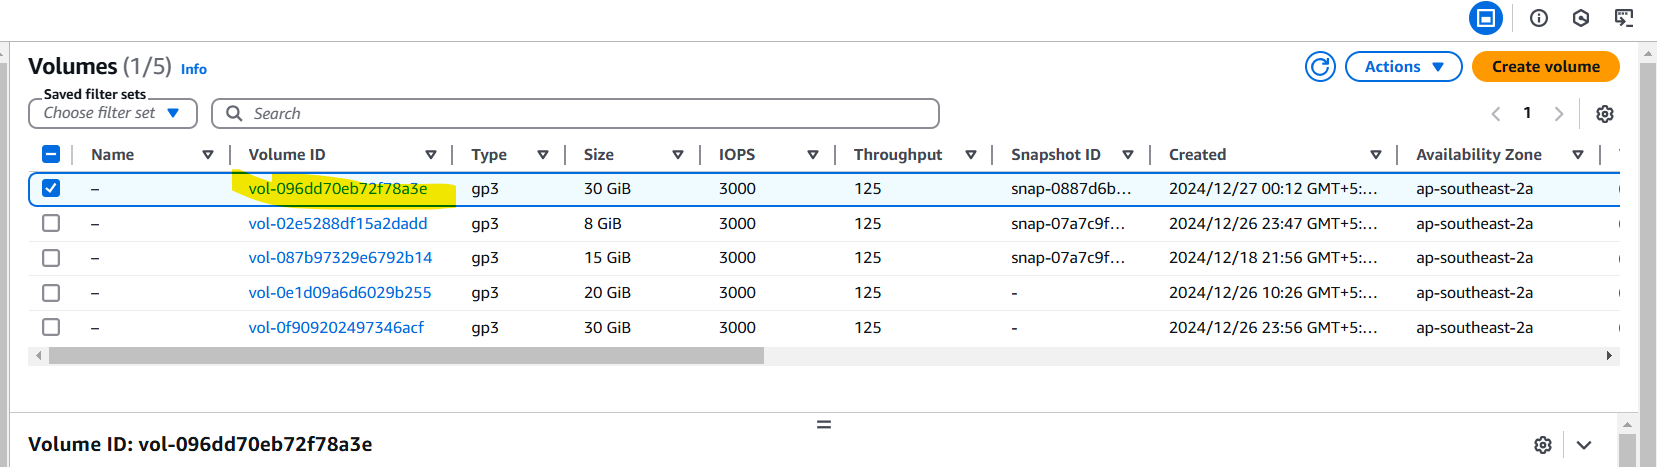 Volumes (1/5) Info
Actions
Create volume
Saved filter sets
Choose filter set
Search
1
Name Volume ID Type Size IOPS Throughput Snapshot ID Created Availability Zone
– vol-096dd70eb72f78a3e gp3 30 GiB 3000 125 snap-0887d6b... 2024/12/27 00:12 GMT+5:... ap-southeast-2a
– vol-02e5288df15a2dadd gp3 8 GiB 3000 125 snap-07a7c9f... 2024/12/26 23:47 GMT+5:... ap-southeast-2a
– vol-087b97329e6792b14 gp3 15 GiB 3000 125 snap-07a7c9f... 2024/12/18 21:56 GMT+5:... ap-southeast-2a
– vol-0e1d09a6d6029b255 gp3 20 GiB 3000 125 - 2024/12/26 10:26 GMT+5:... ap-southeast-2a
– vol-0f909202497346acf gp3 30 GiB 3000 125 - 2024/12/26 23:56 GMT+5:... ap-southeast-2a
Volume ID: vol-096dd70eb72f78a3e